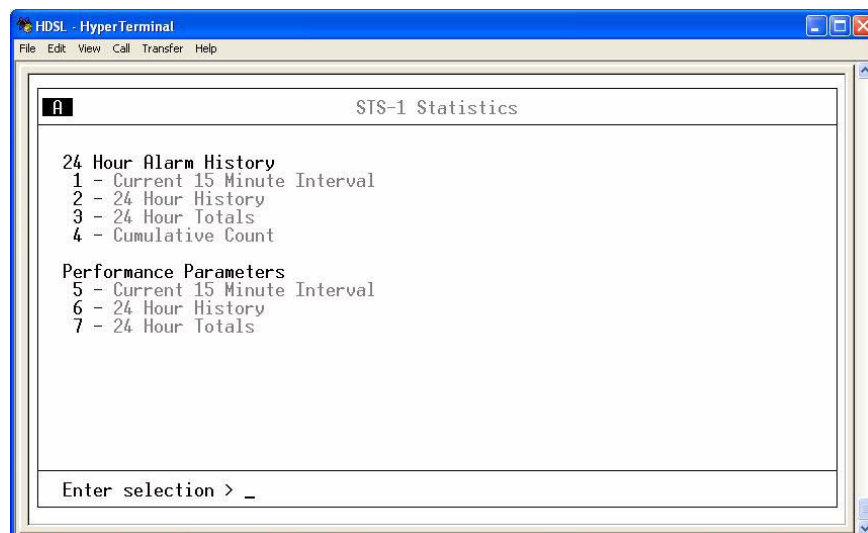 HDSL - HyperTerminal
File Edit View Call Transfer Help
A
STS-1 Statistics
24 Hour Alarm History
1 - Current 15 Minute Interval
2 - 24 Hour History
3 - 24 Hour Totals
4 - Cumulative Count
Performance Parameters
5 - Current 15 Minute Interval
6 - 24 Hour History
7 - 24 Hour Totals
Enter selection > _